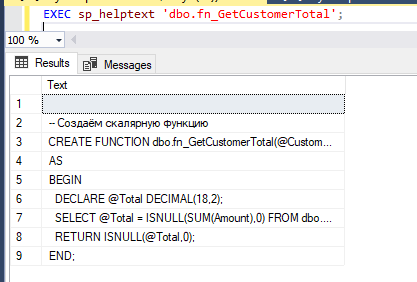 EXEC sp_helptext 'dbo.fn_GetCustomerTotal';
100 %
Results Messages
Text
1
2 -- Создаём скалярную функцию
3 CREATE FUNCTION dbo.fn_GetCustomerTotal(@Custom...
4 AS
5 BEGIN
6 DECLARE @Total DECIMAL(18,2);
7 SELECT @Total = ISNULL(SUM(Amount),0) FROM dbo....
8 RETURN ISNULL(@Total,0);
9 END;